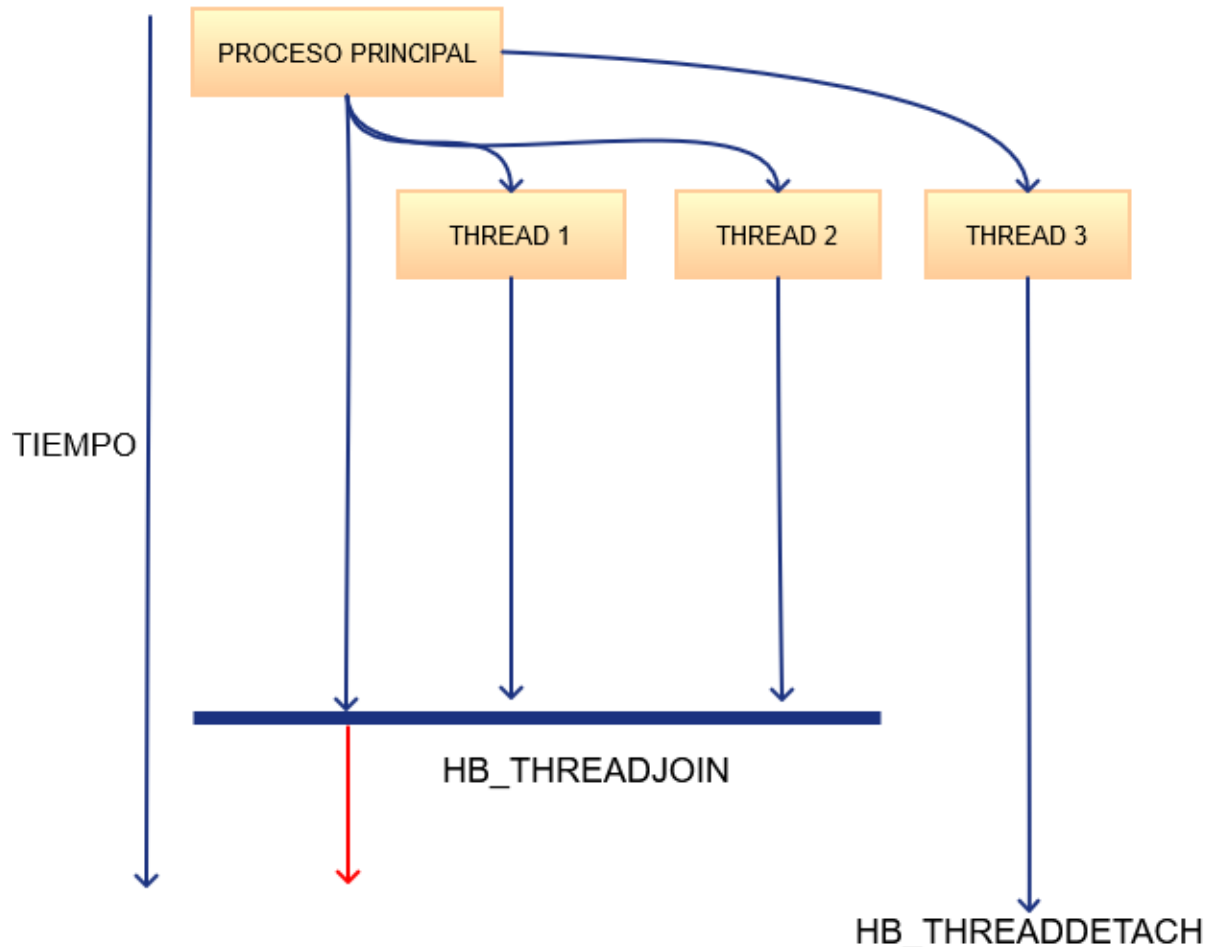 PROCESO PRINCIPAL
THREAD 1
THREAD 2
THREAD 3
TIEMPO
HB_THREADJOIN
HB_THREADDETACH